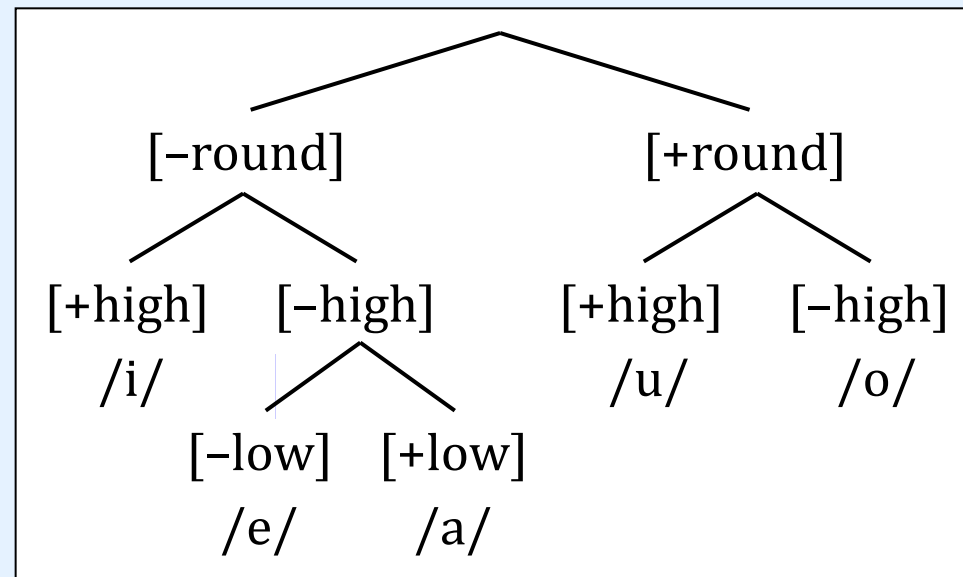 [–round] [+round]
[+high] [–high] [+high] [–high]
/i/ /u/ /o/
[–low] [+low]
/e/ /a/